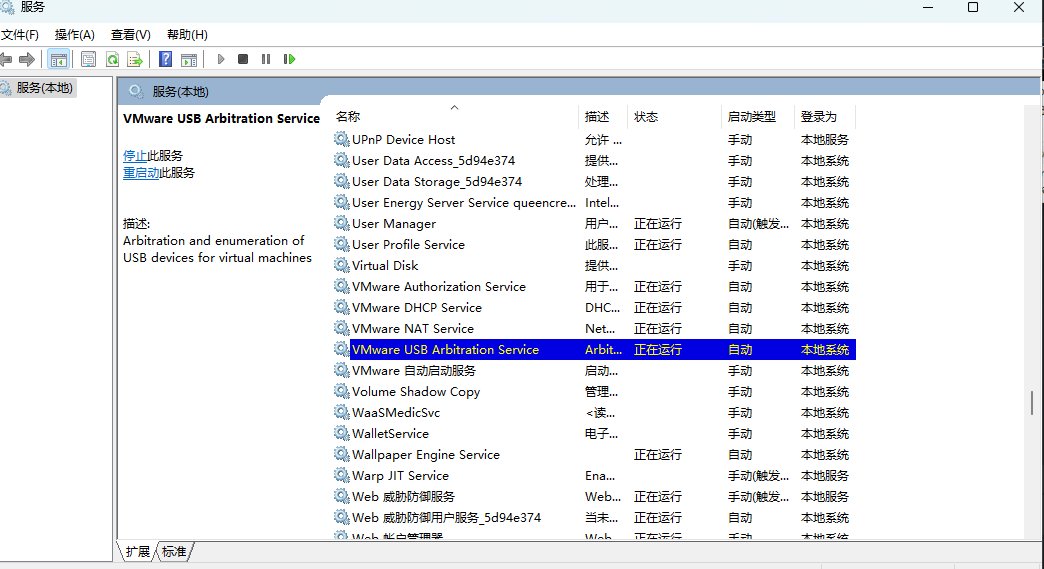 服务
文件(F) 操作(A) 查看(V) 帮助(H)
服务(本地)
服务(本地)
VMware USB Arbitration Service
停止此服务
重启动此服务
描述:
Arbitration and enumeration of
USB devices for virtual machines
名称 描述 状态 启动类型 登录为
UPnP Device Host 允许 ... 手动 本地服务
User Data Access_5d94e374 提供... 手动 本地系统
User Data Storage_5d94e374 处理... 手动 本地系统
User Energy Server Service queencre... Intel... 手动 本地系统
User Manager 用户... 正在运行 自动(触发... 本地系统
User Profile Service 此服... 正在运行 自动 本地系统
Virtual Disk 提供... 手动 本地系统
VMware Authorization Service 用于... 正在运行 自动 本地系统
VMware DHCP Service DHC... 正在运行 自动 本地系统
VMware NAT Service Net... 正在运行 自动 本地系统
VMware USB Arbitration Service Arbit... 正在运行 自动 本地系统
VMware 自动启动服务 启动... 手动 本地系统
Volume Shadow Copy 管理... 手动 本地系统
WaaSMedicSvc <读... 手动 本地系统
WalletService 电子... 手动 本地系统
Wallpaper Engine Service 正在运行 自动 本地系统
Warp JIT Service Ena... 手动(触发... 本地服务
Web 威胁防御服务 Web... 正在运行 手动(触发... 本地服务
Web 威胁防御用户服务_5d94e374 当未... 正在运行 自动 本地系统
Web 帐户管理器 Web... 正在运行 手动 本地系统
扩展 标准